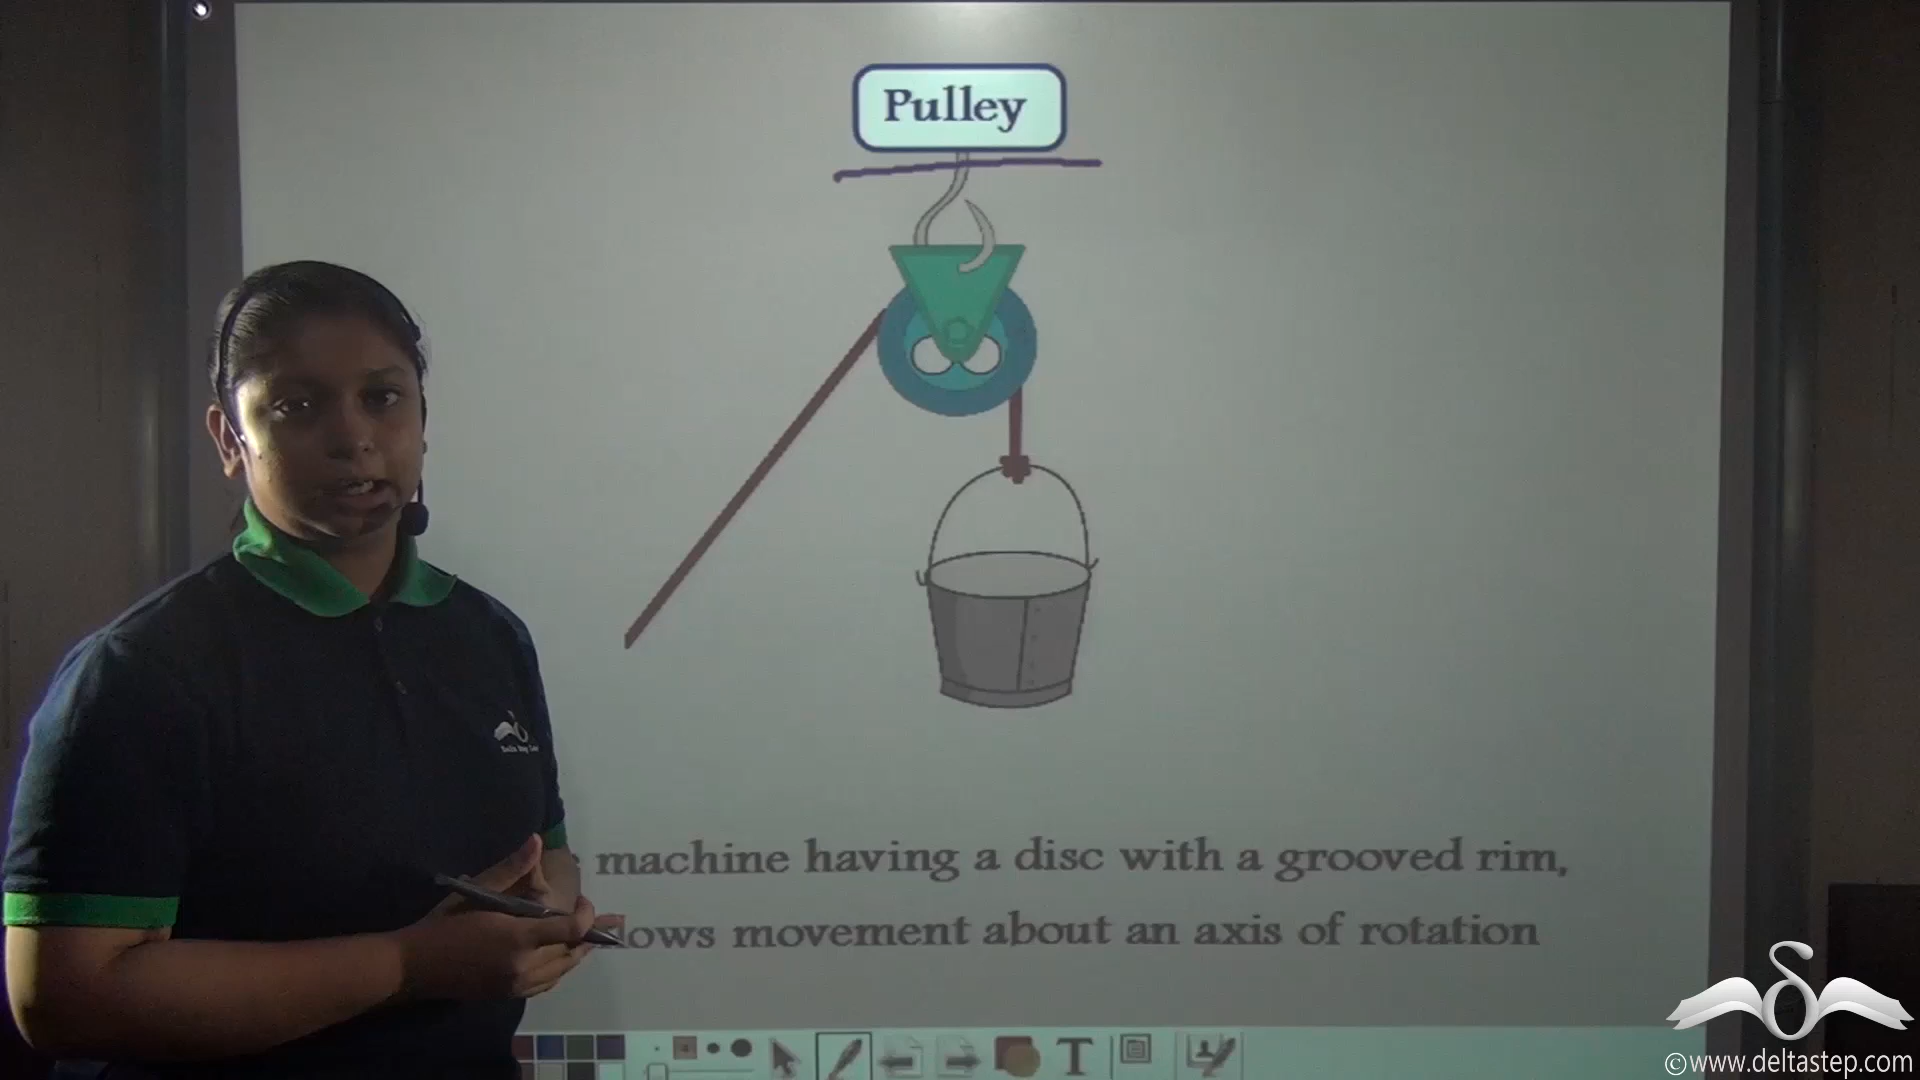 Pulley
machine having a disc with a grooved rim,
movement about an axis of rotation
T
©www.deltastep.com